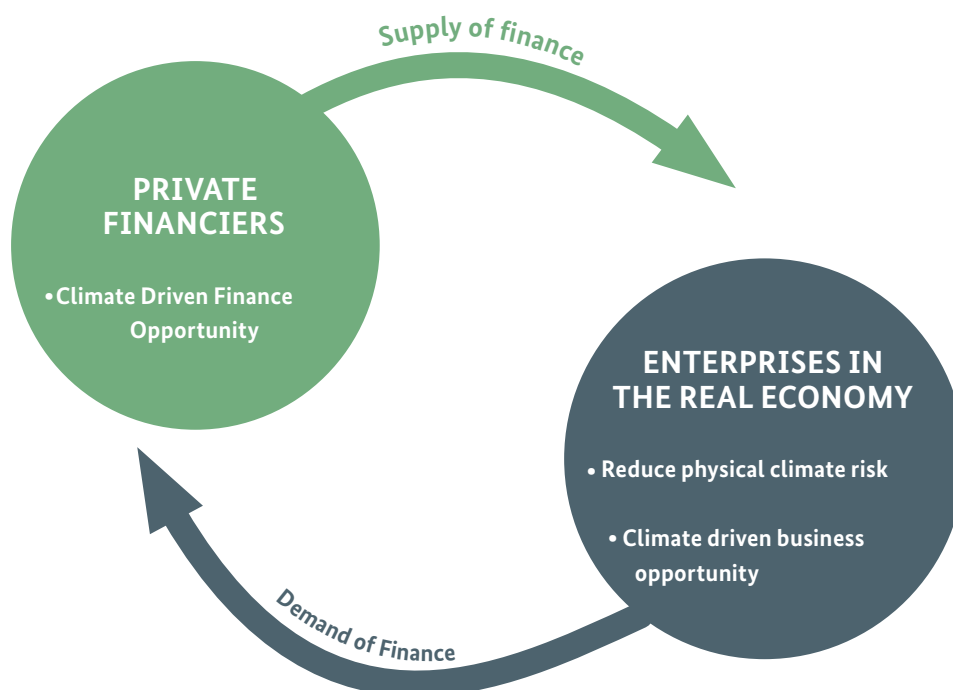 Supply of finance
PRIVATE
FINANCIERS
•Climate Driven Finance
Opportunity
ENTERPRISES IN
THE REAL ECONOMY
• Reduce physical climate risk
• Climate driven business
opportunity
Demand of Finance